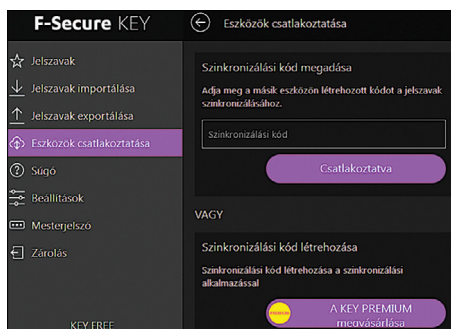 F-Secure KEY
Jelszavak
Jelszavak importálása
Jelszavak exportálása
Eszközök csatlakoztatása
Súgó
Beállítások
Mesterjelszó
Zárolás
KEY FREE
Eszközök csatlakoztatása
Szinkronizálási kód megadása
Adja meg a másik eszközön létrehozott kódot a jelszavak
szinkronizálásához.
Szinkronizálási kód
Csatlakoztatva
VAGY
Szinkronizálási kód létrehozása
Szinkronizálási kód létrehozása a szinkronizálási
alkalmazással
PREMIUM
A KEY PREMIUM
megvásárlása